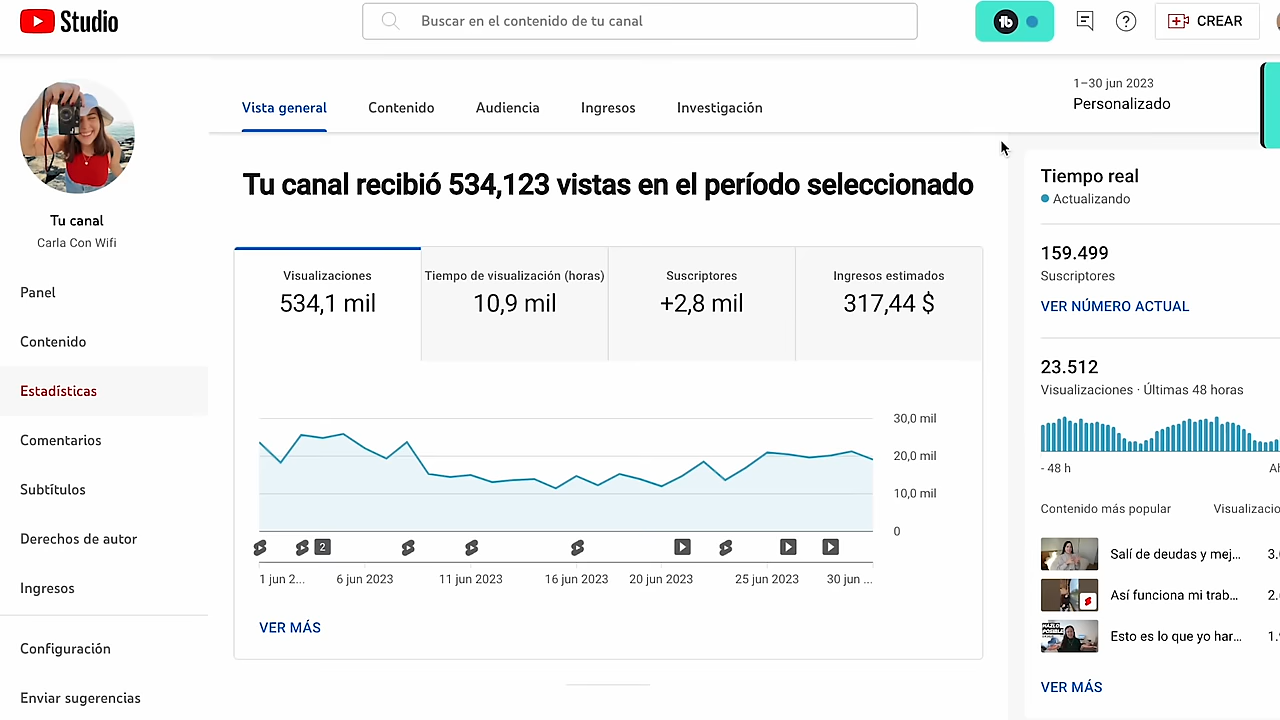 Studio
Buscar en el contenido de tu canal
CREAR
Tu canal
Carla Con Wifi
Panel
Contenido
Estadísticas
Comentarios
Subtítulos
Derechos de autor
Ingresos
Configuración
Enviar sugerencias
Vista general
Contenido
Audiencia
Ingresos
Investigación
1–30 jun 2023
Personalizado
Tu canal recibió 534,123 vistas en el período seleccionado
Visualizaciones
534,1 mil
Tiempo de visualización (horas)
10,9 mil
Suscriptores
+2,8 mil
Ingresos estimados
317,44 $
30,0 mil
20,0 mil
10,0 mil
0
2
1 jun 2...
6 jun 2023
11 jun 2023
16 jun 2023
20 jun 2023
25 jun 2023
30 jun ...
VER MÁS
Tiempo real
Actualizando
159.499
Suscriptores
VER NÚMERO ACTUAL
23.512
Visualizaciones · Últimas 48 horas
- 48 h
Contenido más popular
Salí de deudas y mej...
Así funciona mi trab...
Esto es lo que yo har...
VER MÁS